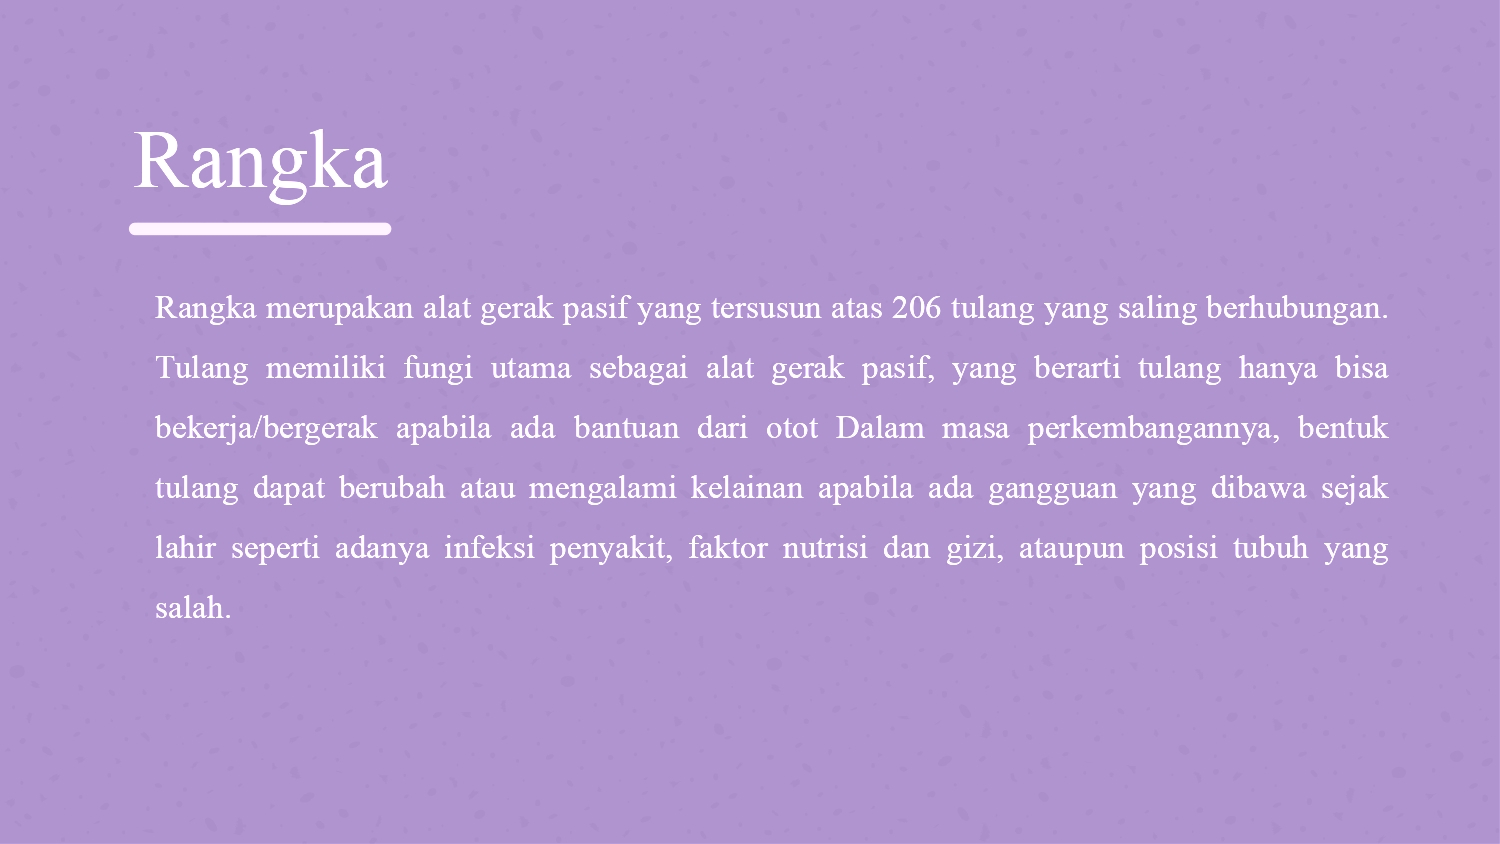 Rangka
Rangka merupakan alat gerak pasif yang tersusun atas 206 tulang yang saling berhubungan.
Tulang memiliki fungi utama sebagai alat gerak pasif, yang berarti tulang hanya bisa
bekerja/bergerak apabila ada bantuan dari otot Dalam masa perkembangannya, bentuk
tulang dapat berubah atau mengalami kelainan apabila ada gangguan yang dibawa sejak
lahir seperti adanya infeksi penyakit, faktor nutrisi dan gizi, ataupun posisi tubuh yang
salah.